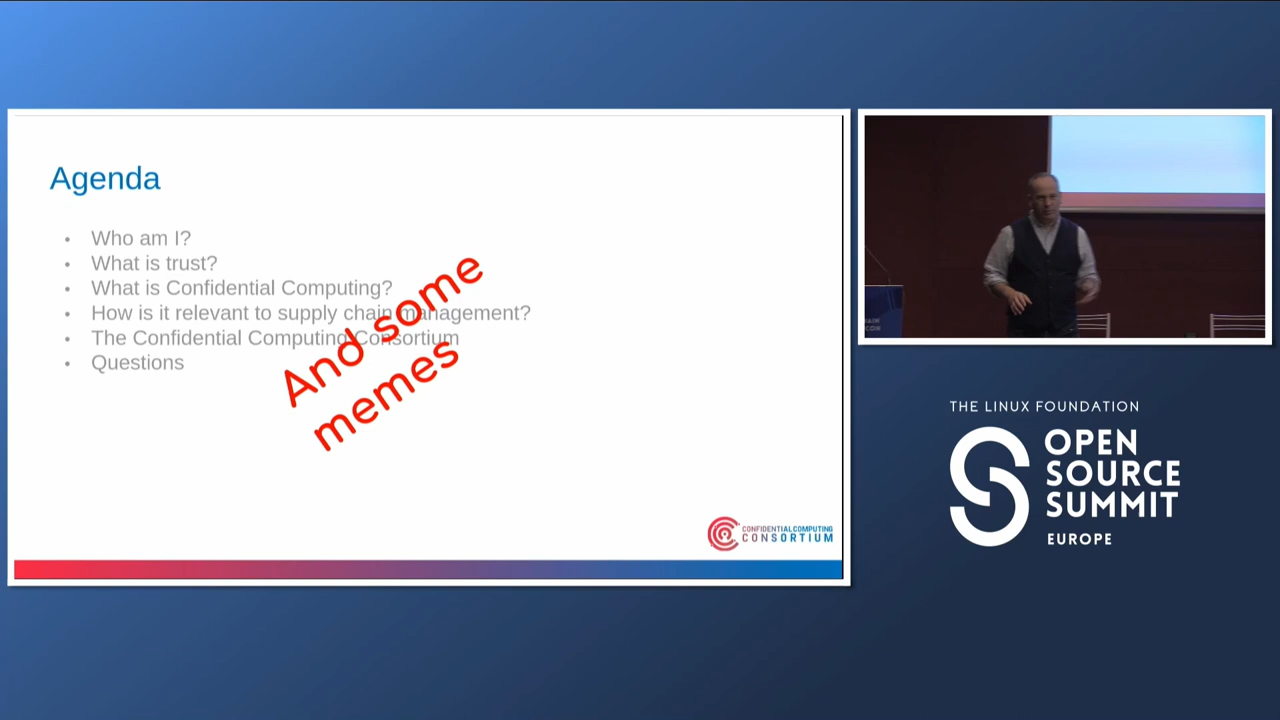 Agenda
• Who am I?
• What is trust?
• What is Confidential Computing?
• How is it relevant to supply chain management?
• The Confidential Computing Consortium
• Questions
And some
memes
CONFIDENTIAL COMPUTING
CONSORTIUM
THE LINUX FOUNDATION
OPEN
SOURCE
SUMMIT
EUROPE